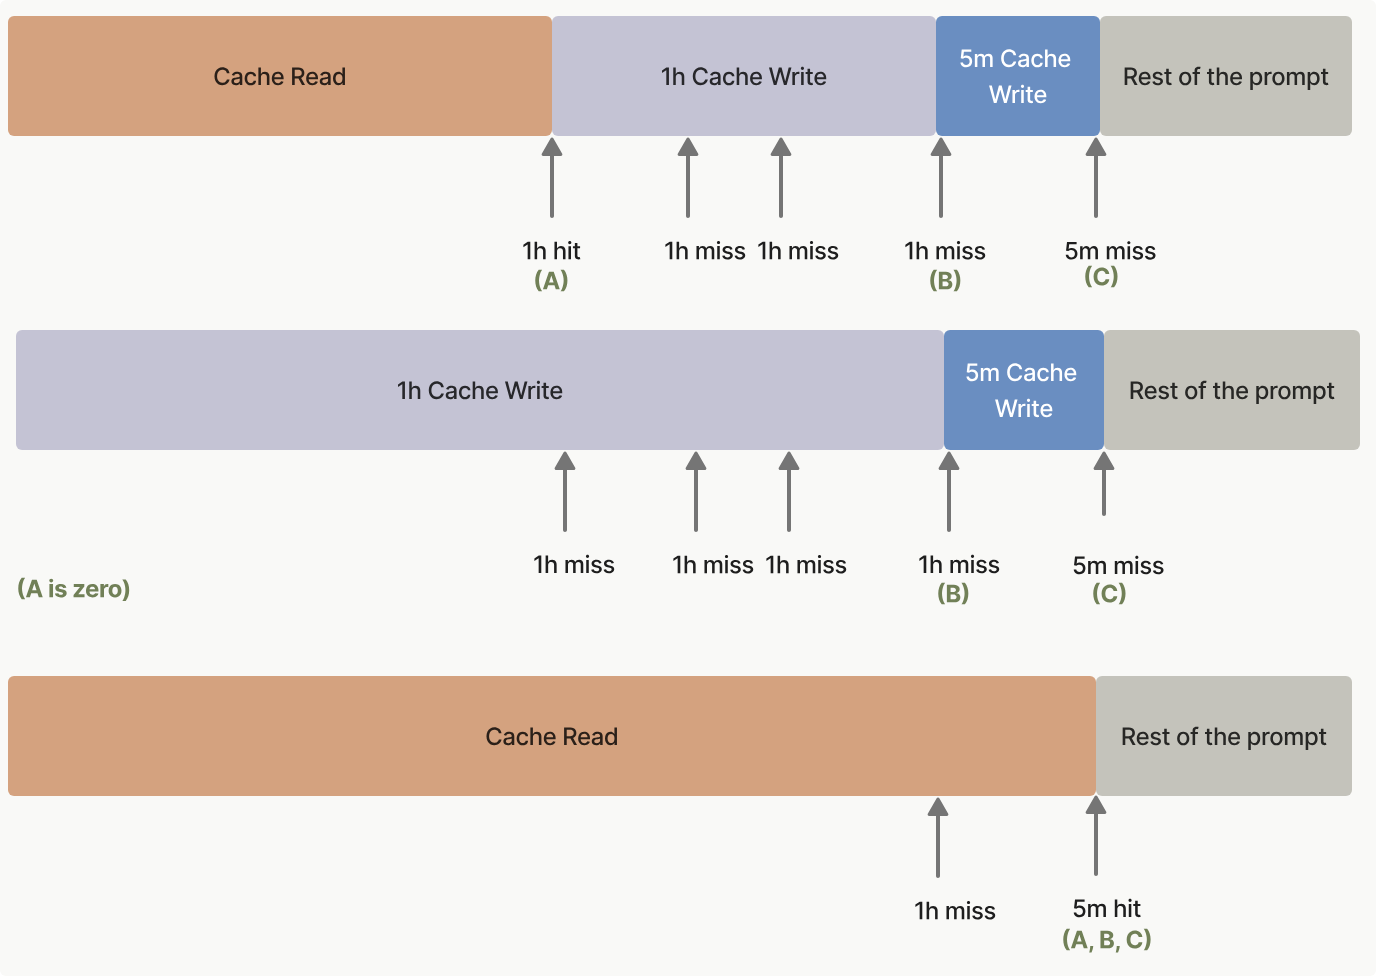 Cache Read
1h Cache Write
5m Cache
Write
Rest of the prompt
1h hit
(A)
1h miss
1h miss
1h miss
(B)
5m miss
(C)
1h Cache Write
5m Cache
Write
Rest of the prompt
1h miss
1h miss
1h miss
1h miss
(B)
5m miss
(C)
(A is zero)
Cache Read
Rest of the prompt
1h miss
5m hit
(A, B, C)